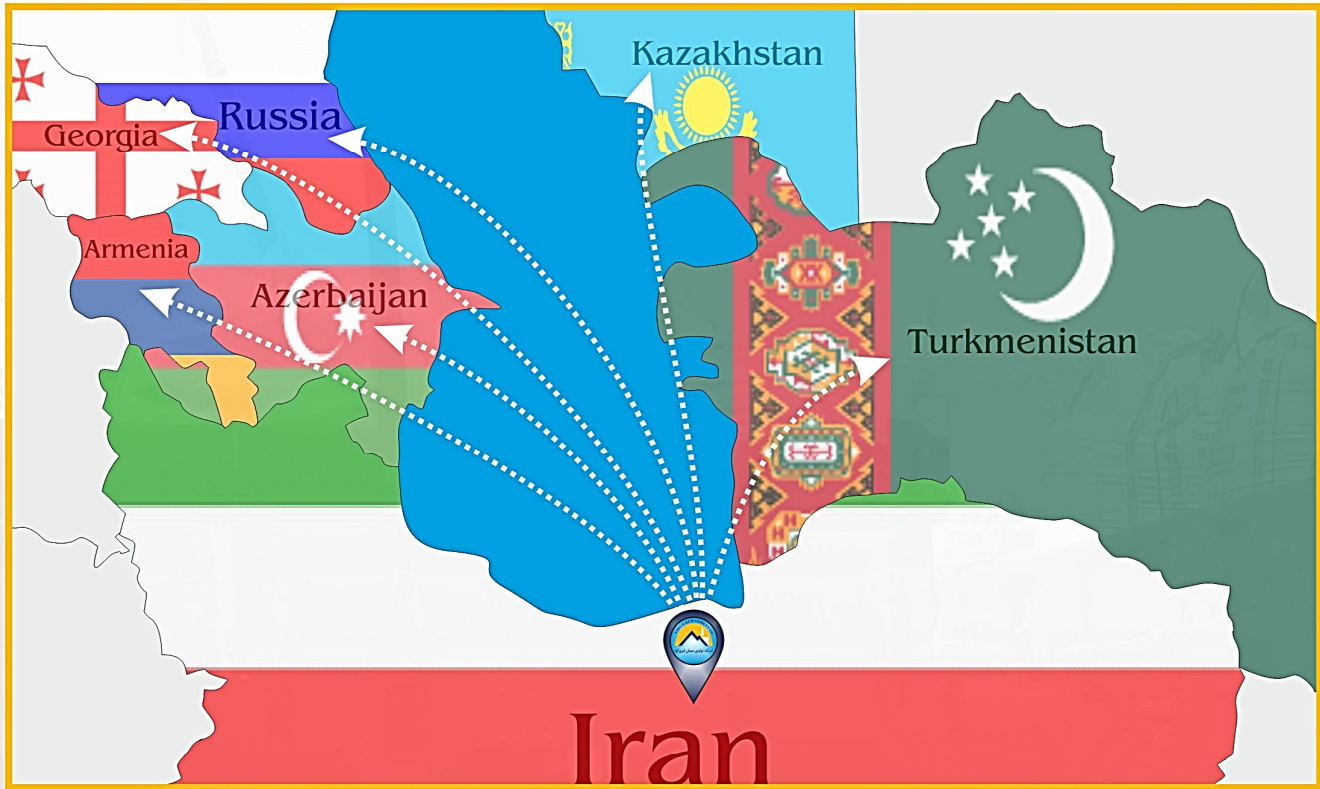 Kazakhstan
Russia
Georgia
Armenia
Azerbaijan
Turkmenistan
Iran